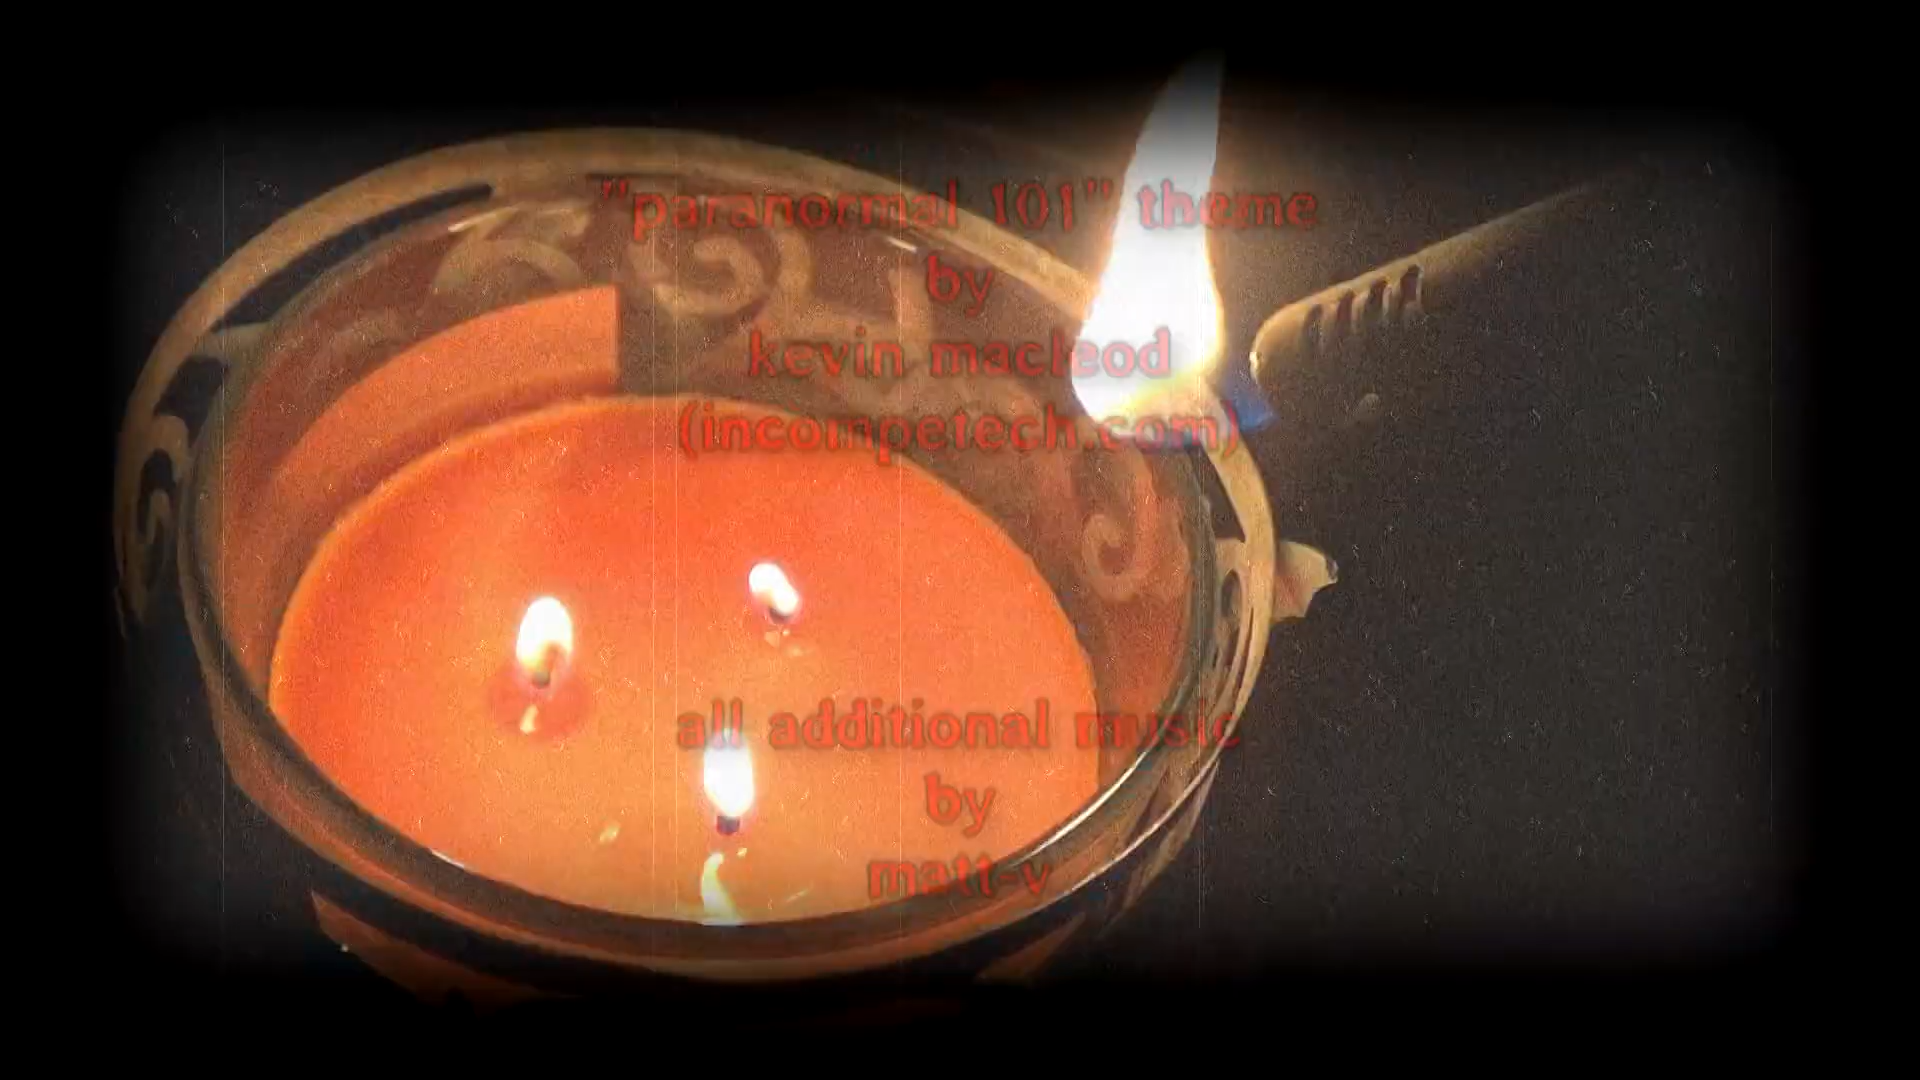 "paranormal 101" theme
by
kevin macleod
(incompetech.com)
all additional music
by
matt-v